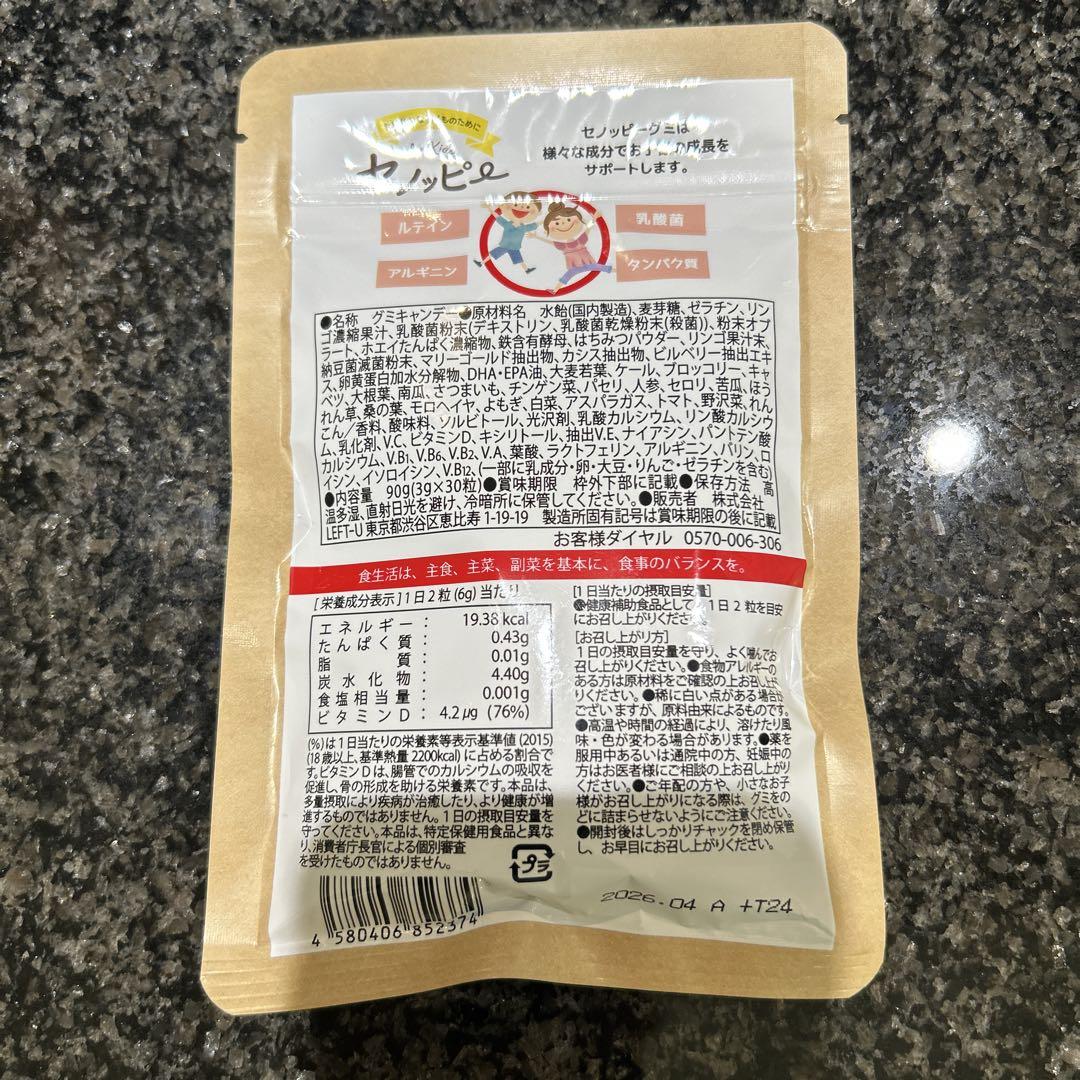 ものために
Kids
セノッピー
セノッピーグミは
様々な成分でお子様の成長を
サポートします。
ルテイン
乳酸菌
アルギニン
タンパク質
●名称 グミキャンデー●原材料名 水飴(国内製造)、麦芽糖、ゼラチン、リン
ゴ濃縮果汁、乳酸菌粉末(デキストリン、乳酸菌乾燥粉末(殺菌))、粉末オブ
ラート、ホエイたんぱく濃縮物、鉄含有酵母、はちみつパウダー、リンゴ果汁末、
納豆菌滅菌粉末、マリーゴールド抽出物、カシス抽出物、ビルベリー抽出エキ
ス、卵黄蛋白加水分解物、DHA・EPA油、大麦若葉、ケール、ブロッコリー、キャ
ベツ、大根葉、南瓜、さつまいも、チンゲン菜、パセリ、人参、セロリ、苦瓜、ほう
れん草、桑の葉、モロヘイヤ、よもぎ、白菜、アスパラガス、トマト、野沢菜、れん
こん/香料、酸味料、ソルビトール、光沢剤、乳酸カルシウム、リン酸カルシウ
ム、乳化剤、V.C、ビタミンD、キシリトール、抽出V.E、ナイアシン、パントテン酸
カルシウム、V.B₁、V.B₆、V.B₂、V.A、葉酸、ラクトフェリン、アルギニン、バリン、ロ
イシン、イソロイシン、V.B₁₂、(一部に乳成分・卵・大豆・りんご・ゼラチンを含む)
●内容量 90g(3g×30粒)●賞味期限 枠外下部に記載●保存方法 高
温多湿、直射日光を避け、冷暗所に保管してください。●販売者 株式会社
LEFT-U 東京都渋谷区恵比寿 1-19-19 製造所固有記号は賞味期限の後に記載
お客様ダイヤル 0570-006-306
食生活は、主食、主菜、副菜を基本に、食事のバランスを。
[栄養成分表示]1日2粒(6g)当たり
エネルギー: 19.38 kcal
たんぱく質: 0.43g
脂質: 0.01g
炭水化物: 4.40g
食塩相当量: 0.001g
ビタミンD: 4.2μg (76%)
(%)は1日当たりの栄養素等表示基準値(2015)
(18歳以上、基準熱量2200kcal)に占める割合で
す。ビタミンDは、腸管でのカルシウムの吸収を
促進し、骨の形成を助ける栄養素です。本品は、
多量摂取により疾病が治癒したり、より健康が増
進するものではありません。1日の摂取目安量を
守ってください。本品は、特定保健用食品と異な
り、消費者庁長官による個別審査
を受けたものではありません。
[1日当たりの摂取目安量]
●健康補助食品として、1日2粒を目安
にお召し上がりくださ
[お召し上がり方]
1日の摂取目安量を守り、よく噛んでお
召し上がりください。●食物アレルギーの
ある方は原材料をご確認の上お召し上が
りください。●稀に白い点がある場合が
ございますが、原料由来によるものです。
●高温や時間の経過により、溶けたり風
味・色が変わる場合があります。●薬を
服用中あるいは通院中の方、妊娠中の
方はお医者様にご相談の上お召し上がり
ください。●ご年配の方や、小さなお子
様がお召し上がりになる際は、グミをの
どに詰まらせないようにご注意ください。
●開封後はしっかりチャックを閉め保管
し、お早目にお召し上がりください。
プラ
2026.04 A +T24
4 580406 852374